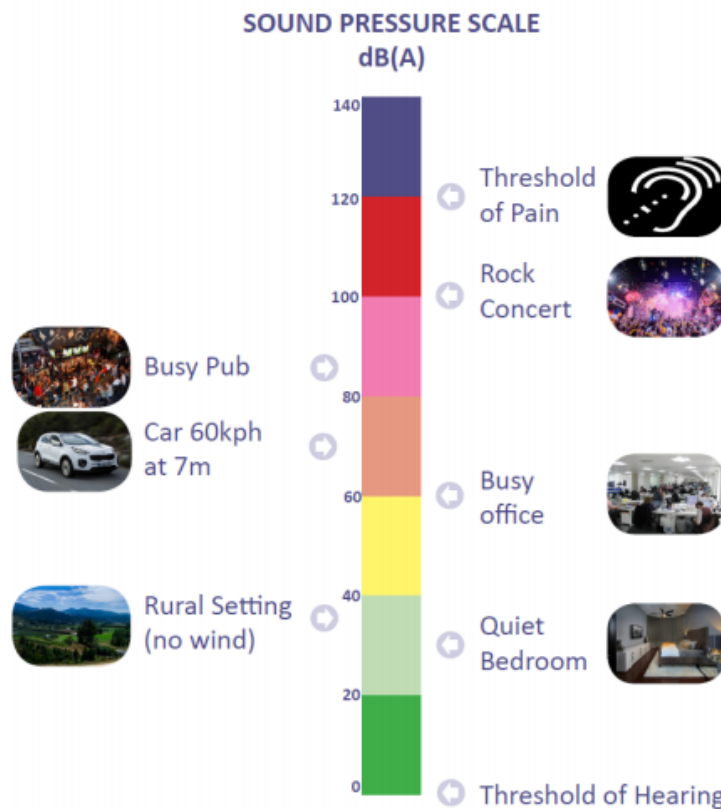 SOUND PRESSURE SCALE
dB(A)
140
120
Threshold
of Pain
100
Rock
Concert
Busy Pub
80
Car 60kph
at 7m
60
Busy
office
40
Rural Setting
(no wind)
Quiet
Bedroom
20
0
Threshold of Hearing